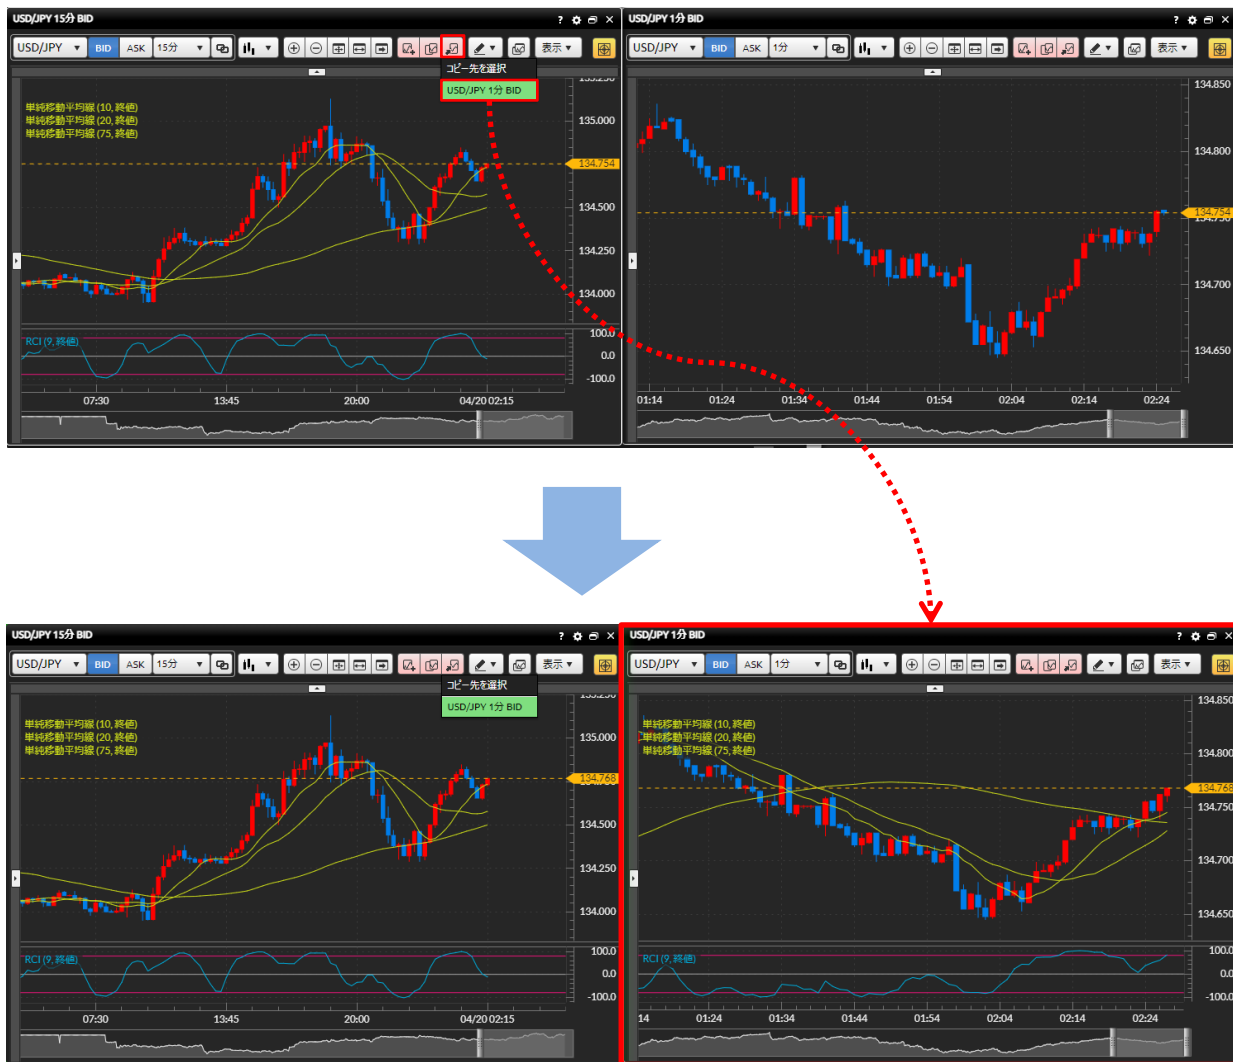 USD/JPY 15分 BID
USD/JPY BID ASK 15分
表示
コピー先を選択
USD/JPY 1分 BID
単純移動平均線 (10, 終値)
単純移動平均線 (20, 終値)
単純移動平均線 (75, 終値)
135.250
135.000
134.754
134.500
134.250
134.000
RCI (9, 終値)
100.0
0.0
-100.0
07:30 13:45 20:00 04/20 02:15
USD/JPY 1分 BID
USD/JPY BID ASK 1分
表示
134.850
134.800
134.754
134.750
134.700
134.650
01:14 01:24 01:34 01:44 01:54 02:04 02:14 02:24
USD/JPY 15分 BID
USD/JPY BID ASK 15分
表示
コピー先を選択
USD/JPY 1分 BID
単純移動平均線 (10, 終値)
単純移動平均線 (20, 終値)
単純移動平均線 (75, 終値)
135.250
135.000
134.768
134.500
134.250
134.000
RCI (9, 終値)
100.0
0.0
-100.0
07:30 13:45 20:00 04/20 02:15
USD/JPY 1分 BID
USD/JPY BID ASK 1分
表示
単純移動平均線 (10, 終値)
単純移動平均線 (20, 終値)
単純移動平均線 (75, 終値)
134.850
134.800
134.768
134.750
134.700
134.650
RCI (9, 終値)
100.0
0.0
-100.0
14 01:24 01:34 01:44 01:54 02:04 02:14 02:24